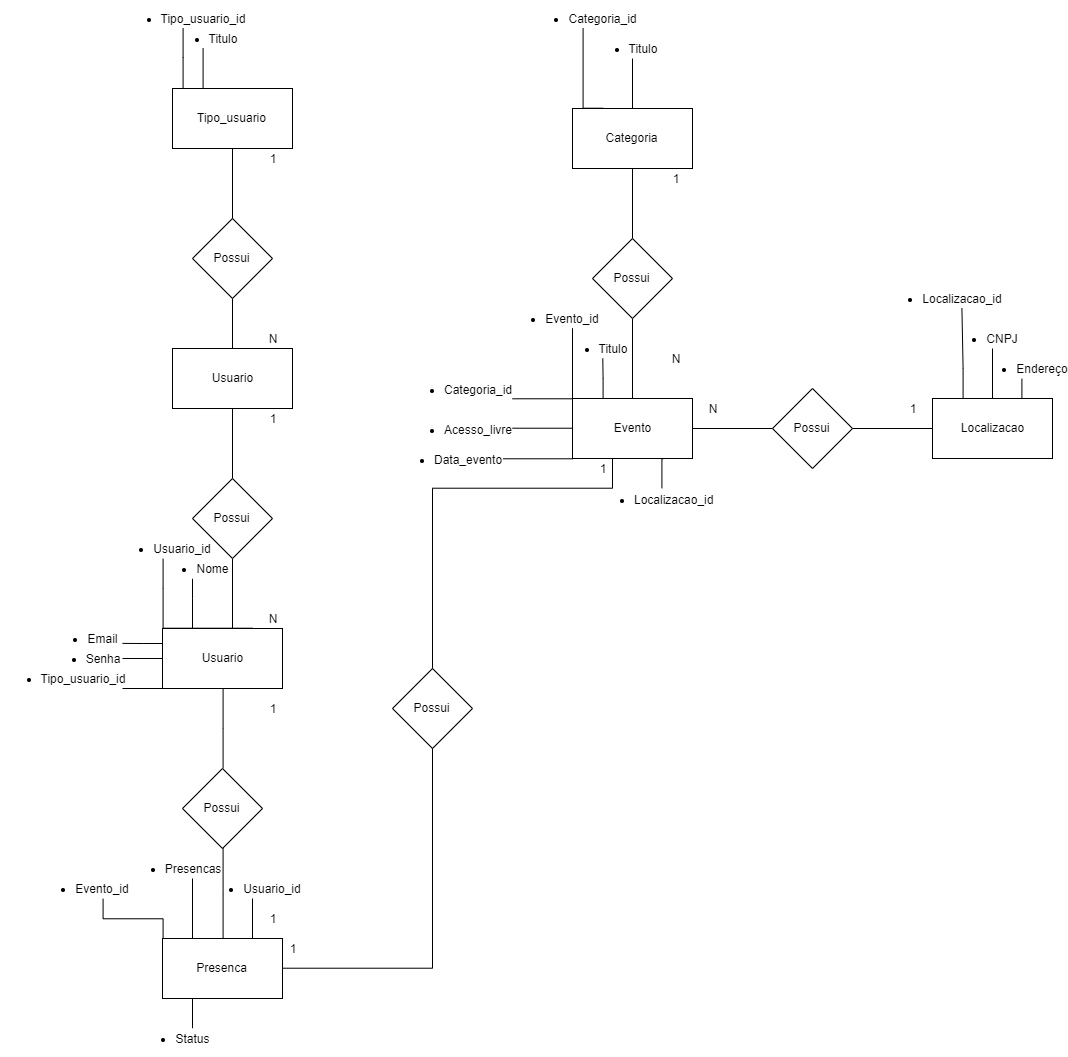 Tipo_usuario_id
Titulo
Tipo_usuario
1
Possui
N
Usuario
1
Possui
Usuario_id
Nome
N
Email
Senha
Tipo_usuario_id
Usuario
1
Possui
Presencas
Evento_id
Usuario_id
1
1
Presenca
Status
Categoria_id
Titulo
Categoria
1
Possui
Evento_id
Titulo
N
Categoria_id
Acesso_livre
Data_evento
Evento
1
Localizacao_id
N
Possui
1
Localizacao_id
CNPJ
Endereço
Localizacao
Possui